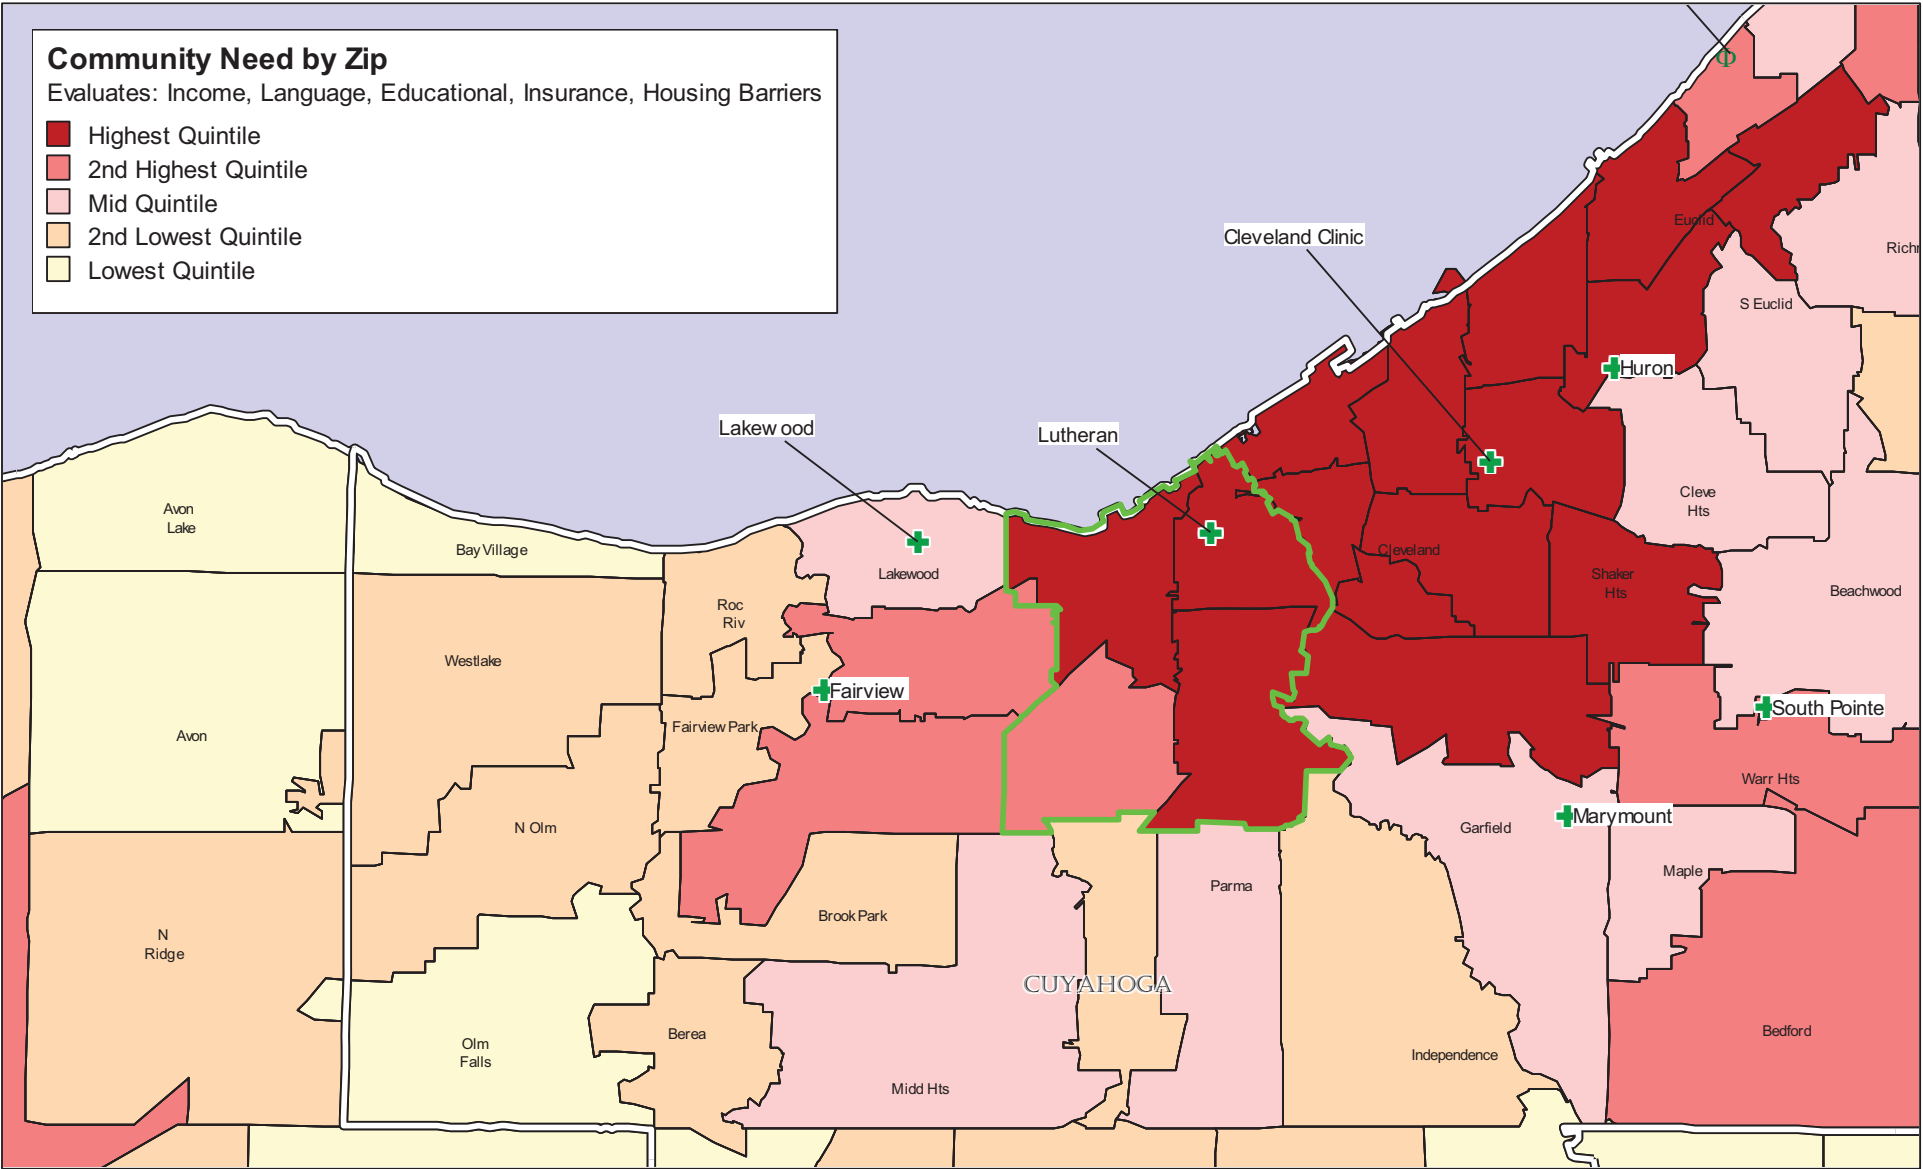 Community Need by Zip
Evaluates: Income, Language, Educational, Insurance, Housing Barriers
Highest Quintile
2nd Highest Quintile
Mid Quintile
2nd Lowest Quintile
Lowest Quintile
Φ
Euclid
Cleveland Clinic
Richr
S Euclid
Huron
Lakew ood
Lutheran
Cleve
Hts
Avon
Lake
Bay Village
Cleveland
Lakewood
Shaker
Hts
Beachwood
Roc
Riv
Westlake
Fairview
South Pointe
Fairview Park
Avon
Warr Hts
Marymount
N Olm
Garfield
Maple
Parma
Brook Park
N
Ridge
CUYAHOGA
Bedford
Berea
Olm
Falls
Independence
Midd Hts